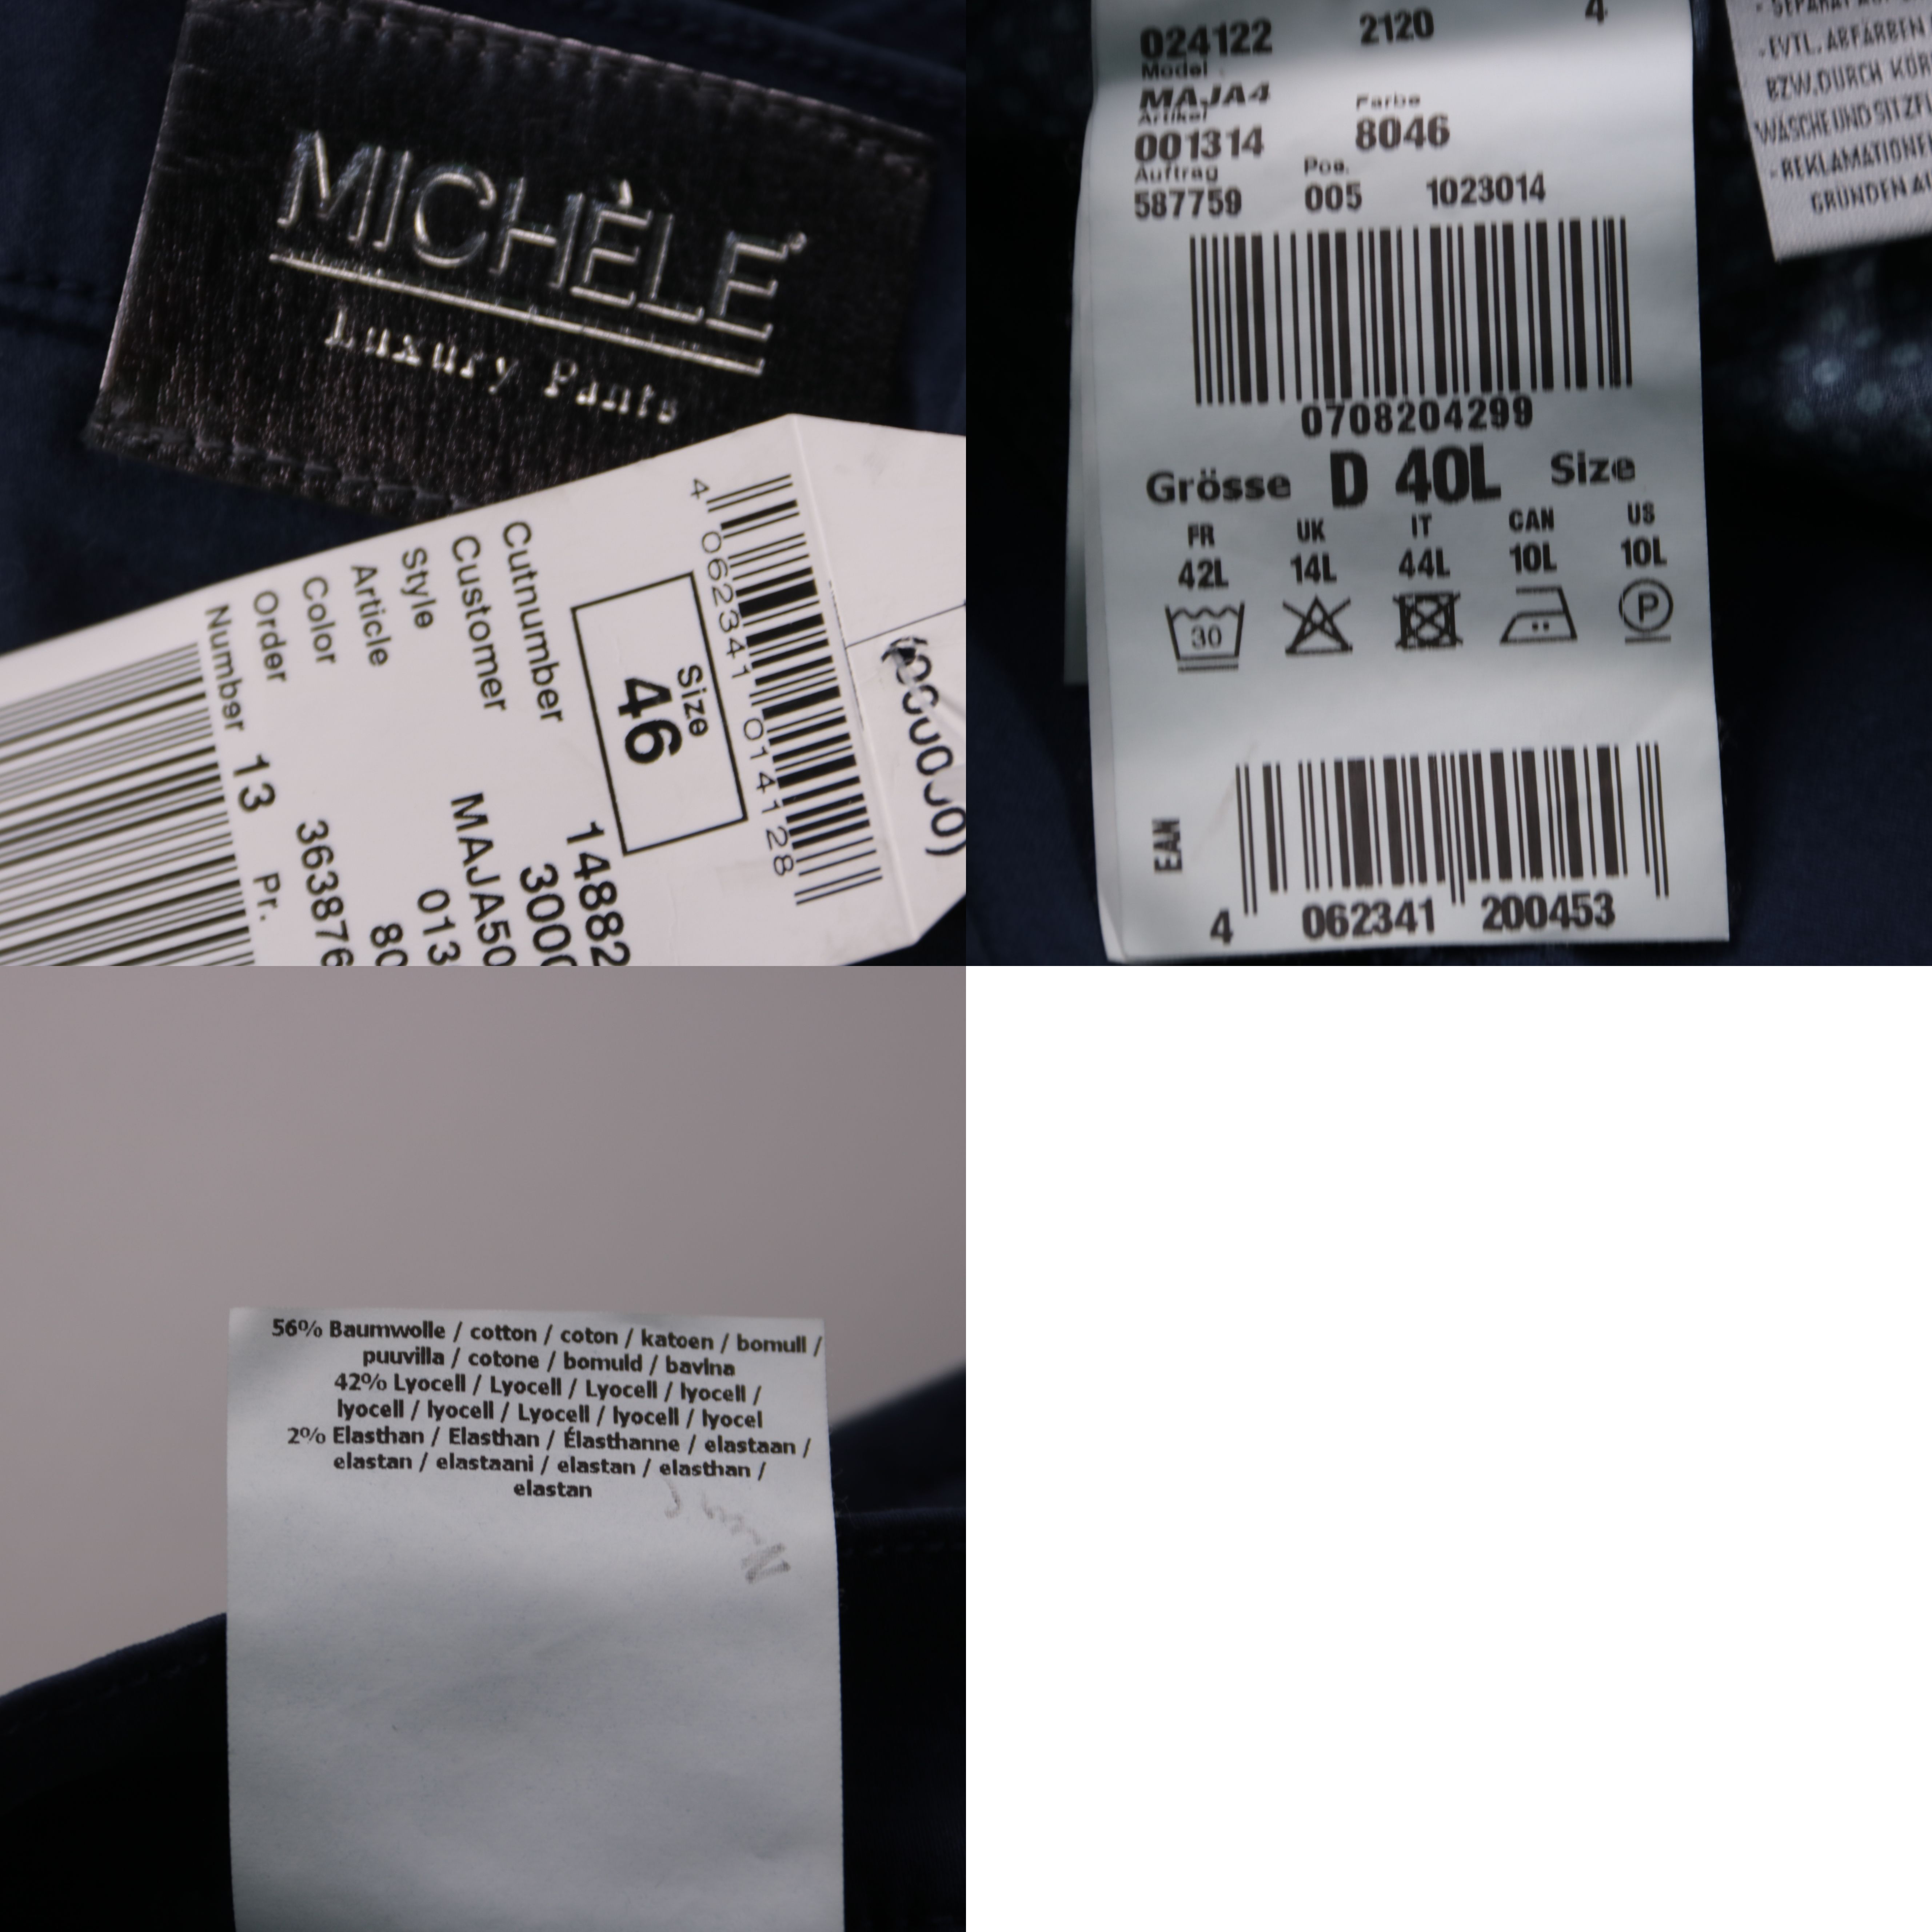 MICHÈLE®
Luxury Pants
4 062341 014128
Size
46
Cutnumber 14882
Customer 3000
Style MAJA50
Article 013
Color 80
Order 363876
Number 13 Pr.
024122 2120 4
Model
MAJA4
Artikel Farbe
001314 8046
Auftrag Pos.
587759 005 1023014
0708204299
Grösse D 40L Size
FR UK IT CAN US
42L 14L 44L 10L 10L
30 P
EAN
4 062341 200453
- EVTL. ABFÄRBEN
BZW. DURCH KÖR
WÄSCHE UND SITZFL
- REKLAMATIONEN
GRÜNDEN AU
56% Baumwolle / cotton / coton / katoen / bomull /
puuvilla / cotone / bomuld / bavlna
42% Lyocell / Lyocell / Lyocell / lyocell /
lyocell / lyocell / Lyocell / lyocell / lyocel
2% Elasthan / Elasthan / Élasthanne / elastaan /
elastan / elastaani / elastan / elasthan /
elastan